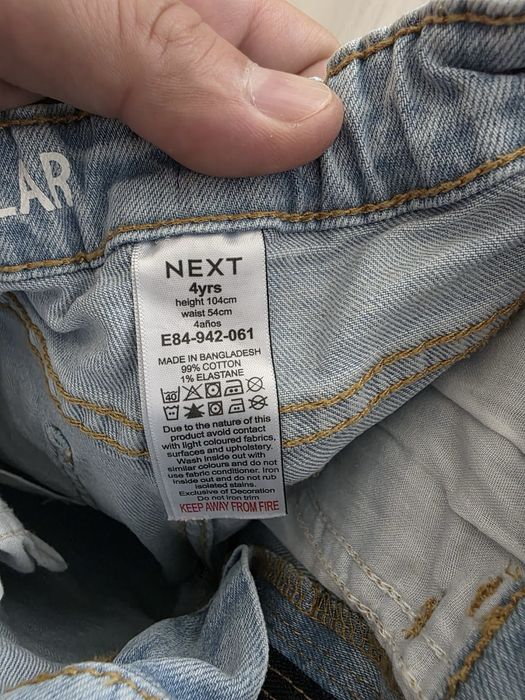 LAR
NEXT
4yrs
height 104cm
waist 54cm
4años
E84-942-061
MADE IN BANGLADESH
99% COTTON
1% ELASTANE
40
Due to the nature of this
product avoid contact
with light coloured fabrics,
surfaces and upholstery.
Wash inside out with
similar colours and do not
use fabric conditioner. Iron
inside out and do not rub
isolated stains.
Exclusive of Decoration
Do not iron trim
KEEP AWAY FROM FIRE